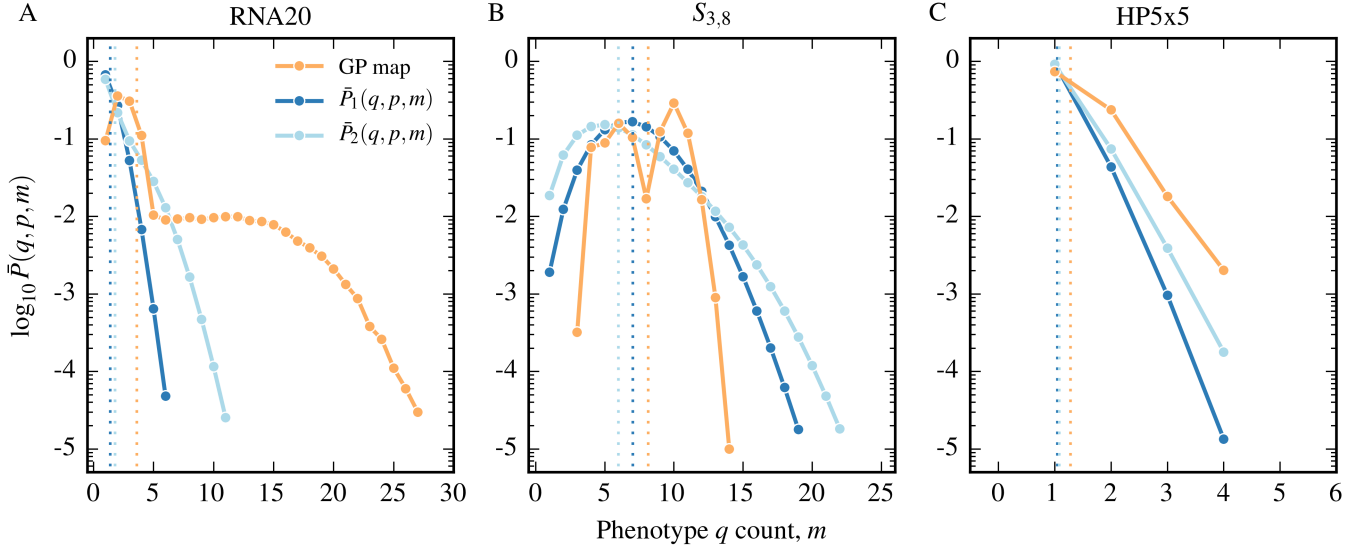 A RNA20
B S3,8
C HP5x5
GP map
P̄1(q, p, m)
P̄2(q, p, m)
log10 P̄(q, p, m)
0
-1
-2
-3
-4
-5
0 5 10 15 20 25 30
0
-1
-2
-3
-4
-5
0 5 10 15 20 25
0
-1
-2
-3
-4
-5
0 1 2 3 4 5 6
Phenotype q count, m